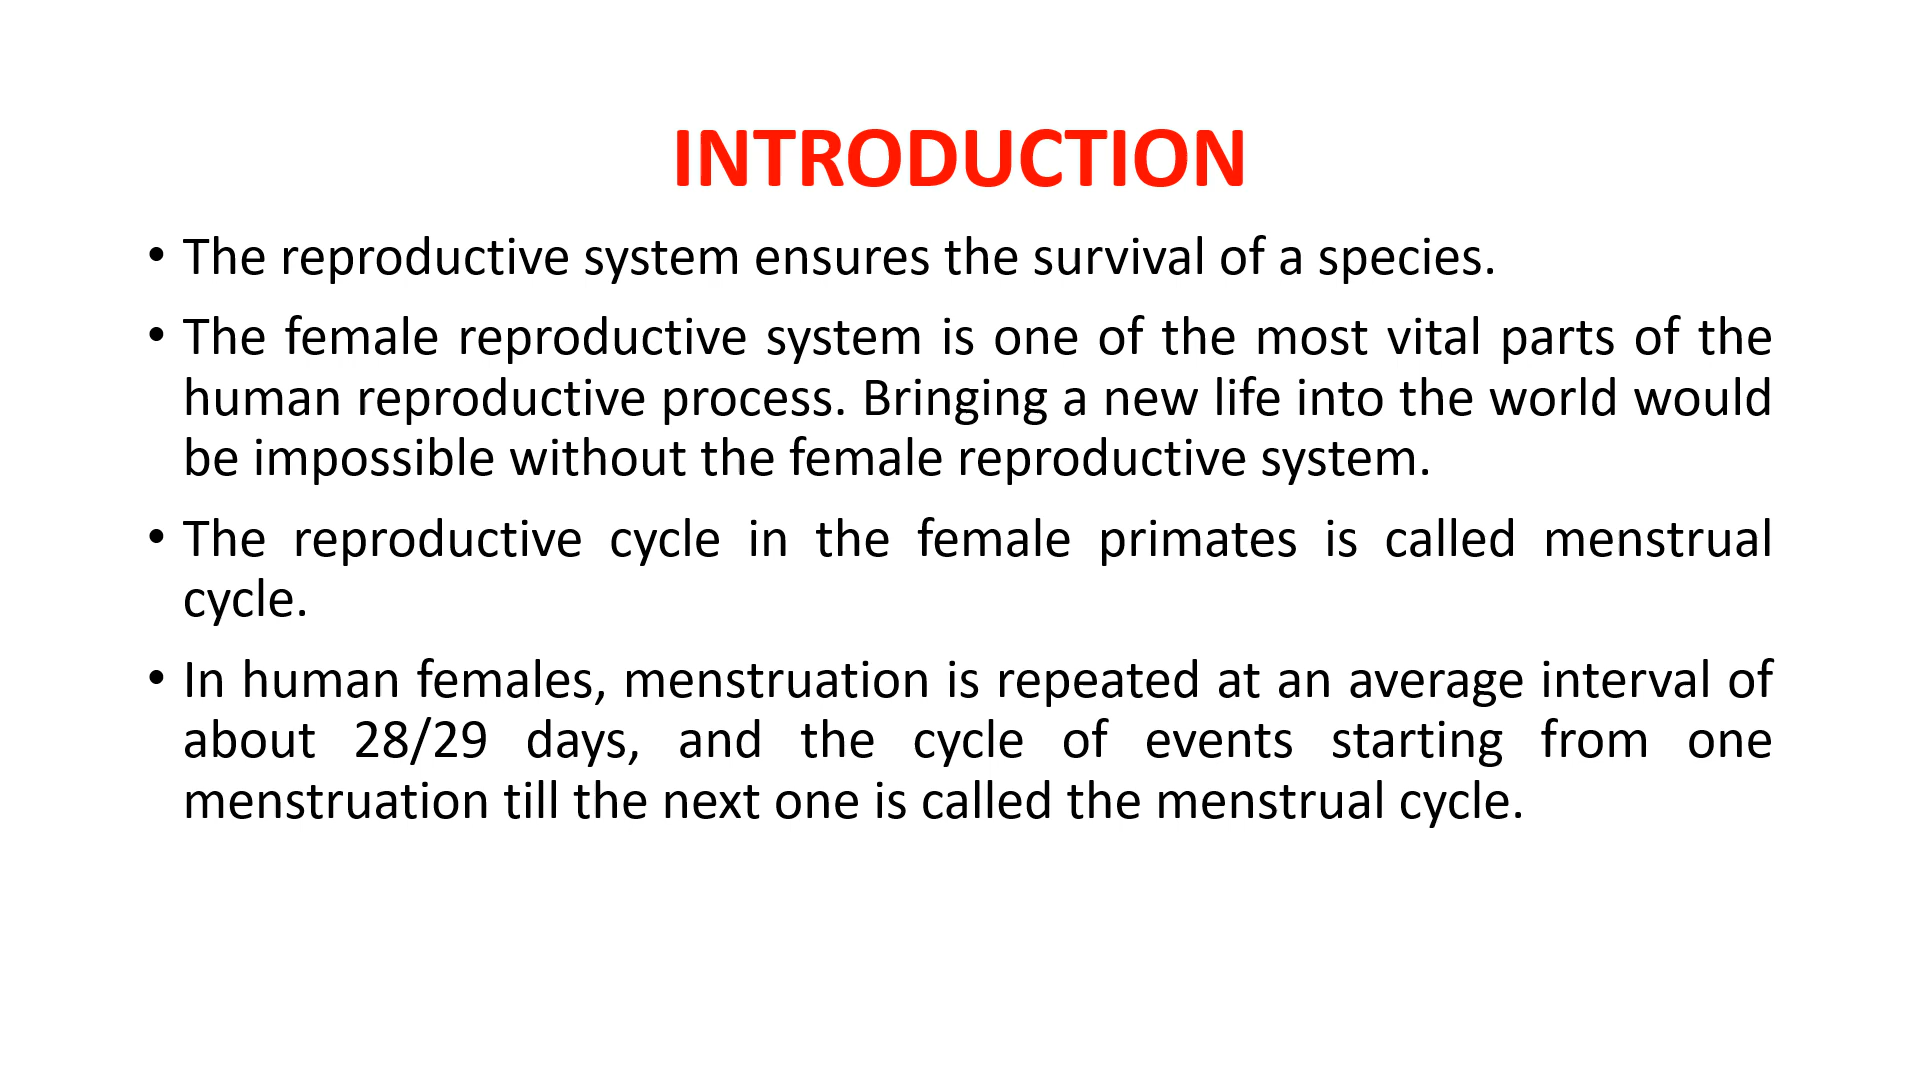 INTRODUCTION
• The reproductive system ensures the survival of a species.
• The female reproductive system is one of the most vital parts of the
human reproductive process. Bringing a new life into the world would
be impossible without the female reproductive system.
• The reproductive cycle in the female primates is called menstrual
cycle.
• In human females, menstruation is repeated at an average interval of
about 28/29 days, and the cycle of events starting from one
menstruation till the next one is called the menstrual cycle.